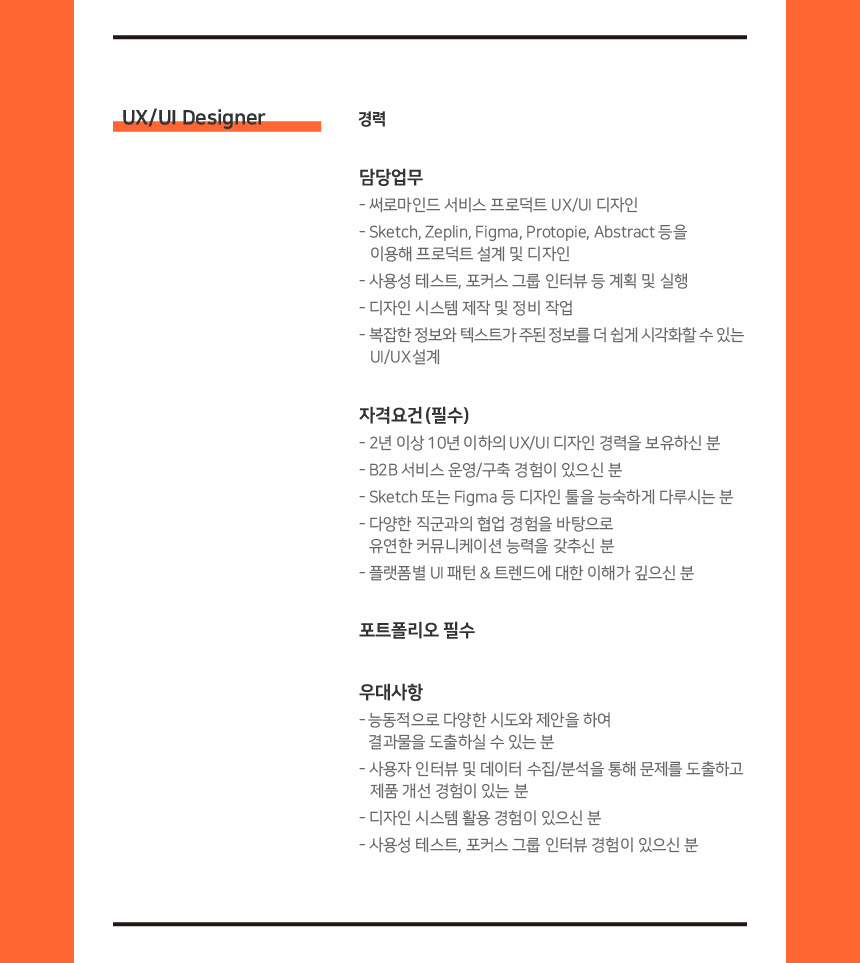 UX/UI Designer
경력
담당업무
- 써로마인드 서비스 프로덕트 UX/UI 디자인
- Sketch, Zeplin, Figma, Protopie, Abstract 등을
이용해 프로덕트 설계 및 디자인
- 사용성 테스트, 포커스 그룹 인터뷰 등 계획 및 실행
- 디자인 시스템 제작 및 정비 작업
- 복잡한 정보와 텍스트가 주된 정보를 더 쉽게 시각화할 수 있는
UI/UX 설계
자격요건(필수)
- 2년 이상 10년 이하의 UX/UI 디자인 경력을 보유하신 분
- B2B 서비스 운영/구축 경험이 있으신 분
- Sketch 또는 Figma 등 디자인 툴을 능숙하게 다루시는 분
- 다양한 직군과의 협업 경험을 바탕으로
유연한 커뮤니케이션 능력을 갖추신 분
- 플랫폼별 UI 패턴 & 트렌드에 대한 이해가 깊으신 분
포트폴리오 필수
우대사항
- 능동적으로 다양한 시도와 제안을 하여
결과물을 도출하실 수 있는 분
- 사용자 인터뷰 및 데이터 수집/분석을 통해 문제를 도출하고
제품 개선 경험이 있는 분
- 디자인 시스템 활용 경험이 있으신 분
- 사용성 테스트, 포커스 그룹 인터뷰 경험이 있으신 분